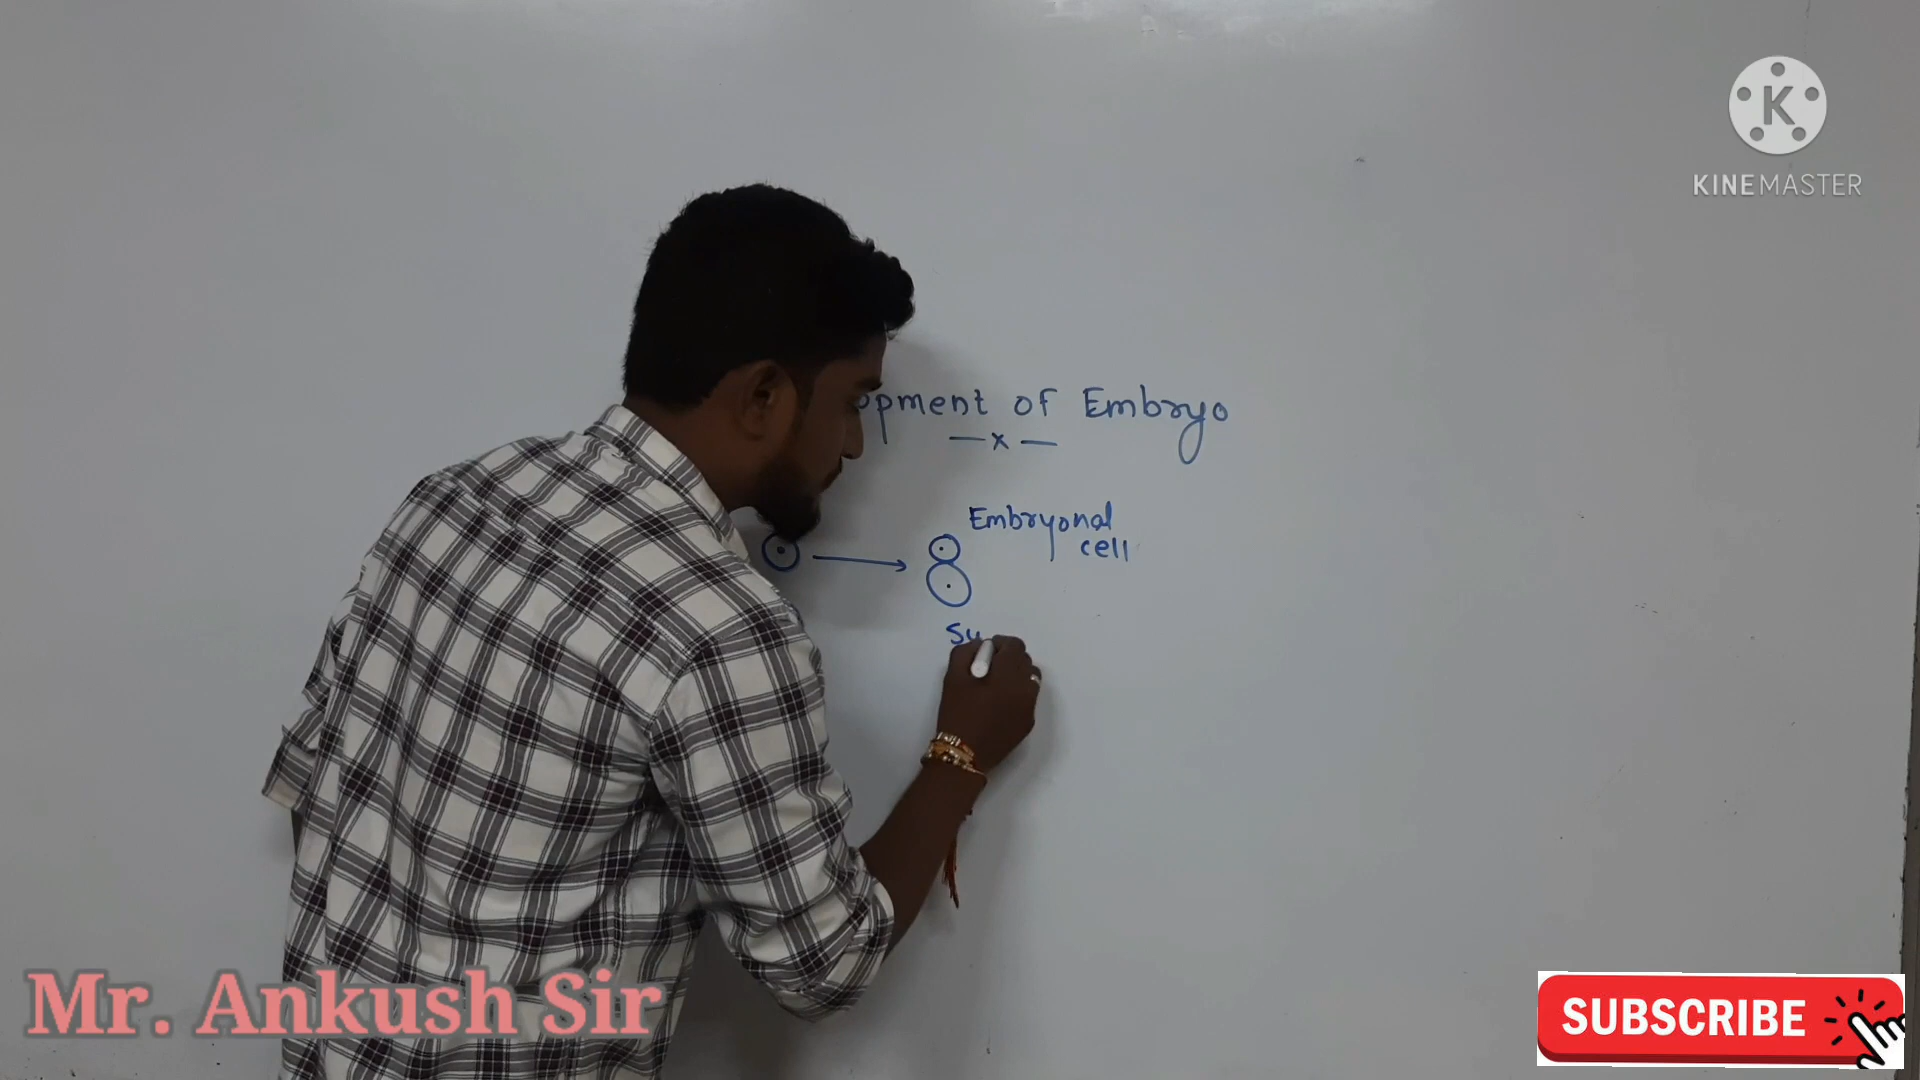 KINEMASTER
opment of Embryo
—x—
Embryonal
cell
Su
Mr. Ankush Sir
SUBSCRIBE